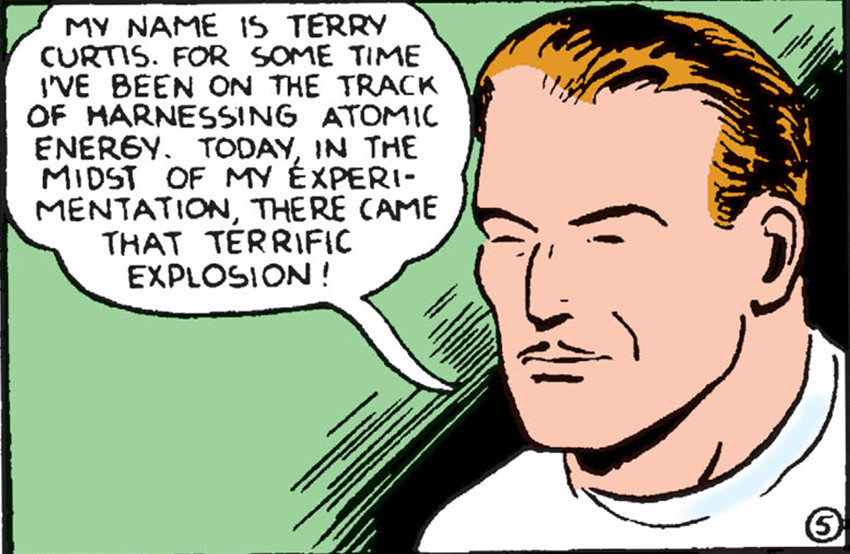 MY NAME IS TERRY
CURTIS. FOR SOME TIME
I'VE BEEN ON THE TRACK
OF HARNESSING ATOMIC
ENERGY. TODAY, IN THE
MIDST OF MY EXPERI-
MENTATION, THERE CAME
THAT TERRIFIC
EXPLOSION!
5